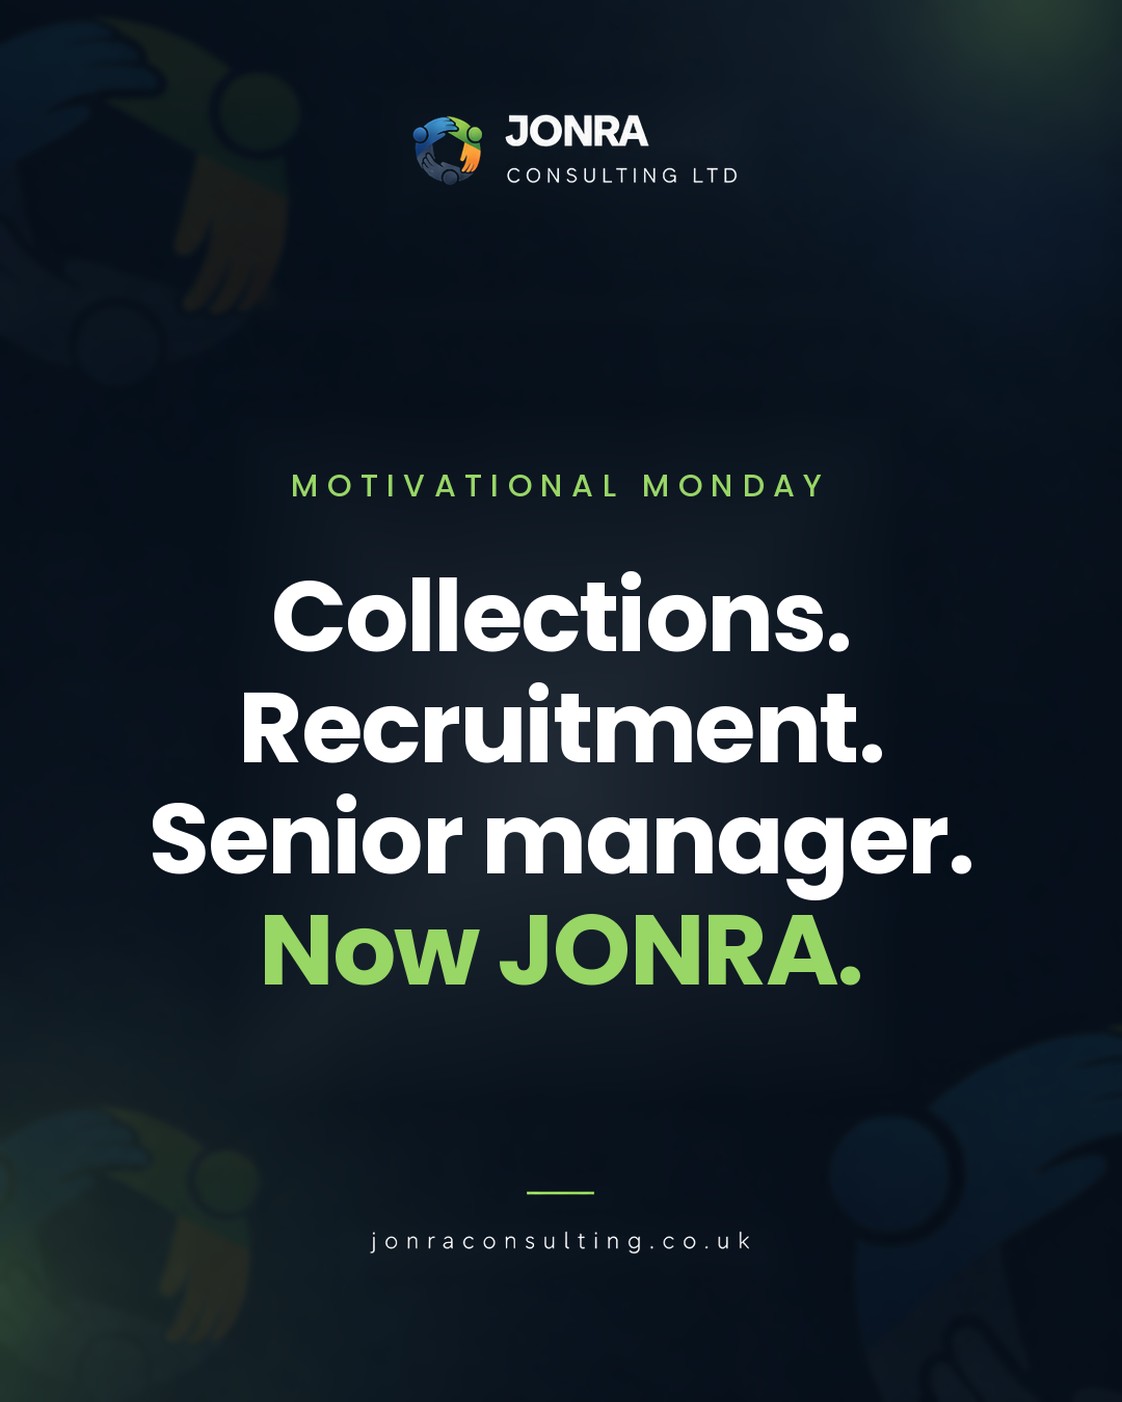 JONRA
CONSULTING LTD
MOTIVATIONAL MONDAY
Collections.
Recruitment.
Senior manager.
Now JONRA.
jonraconsulting.co.uk